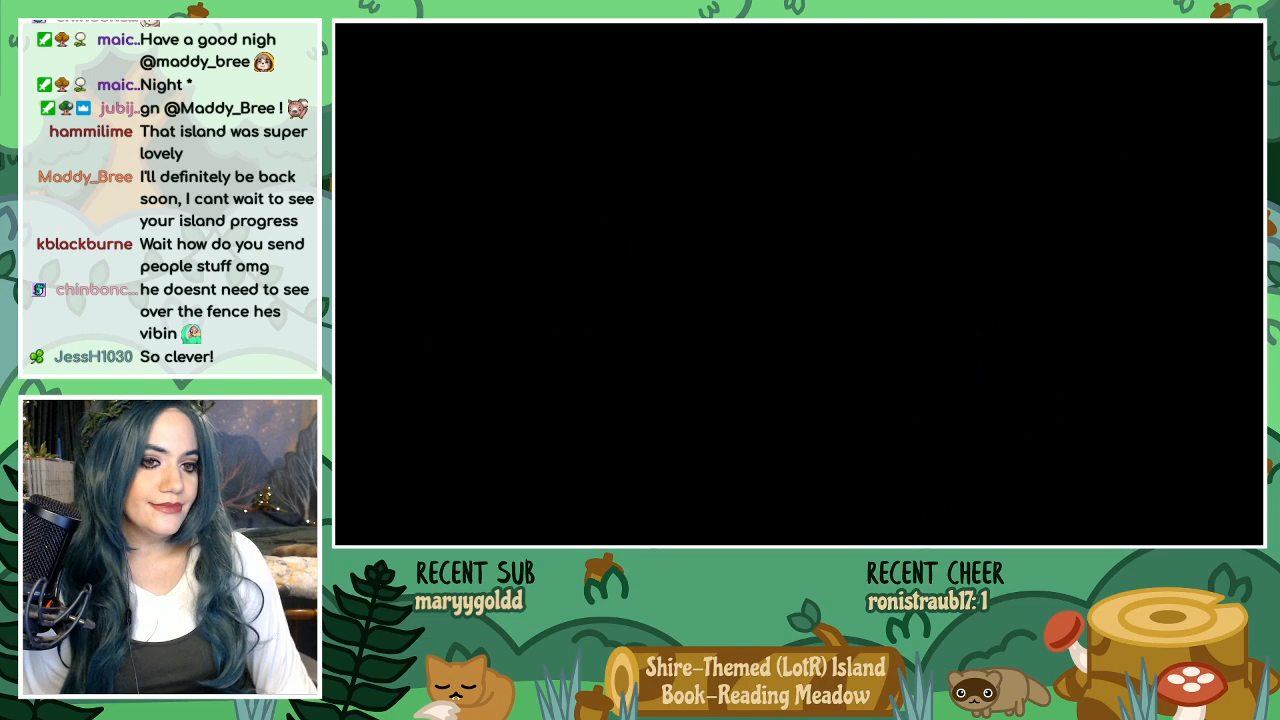 maic..Have a good nigh
@maddy_bree
maic..Night *
jubij..gn @Maddy_Bree !
hammilime That island was super
lovely
Maddy_Bree I'll definitely be back
soon, I cant wait to see
your island progress
kblackburne Wait how do you send
people stuff omg
chinbonc... he doesnt need to see
over the fence hes
vibin
JessH1030 So clever!
RECENT SUB
maryygoldd
RECENT CHEER
ronistraub17: 1
Shire-Themed (LotR) Island
Book-Reading Meadow